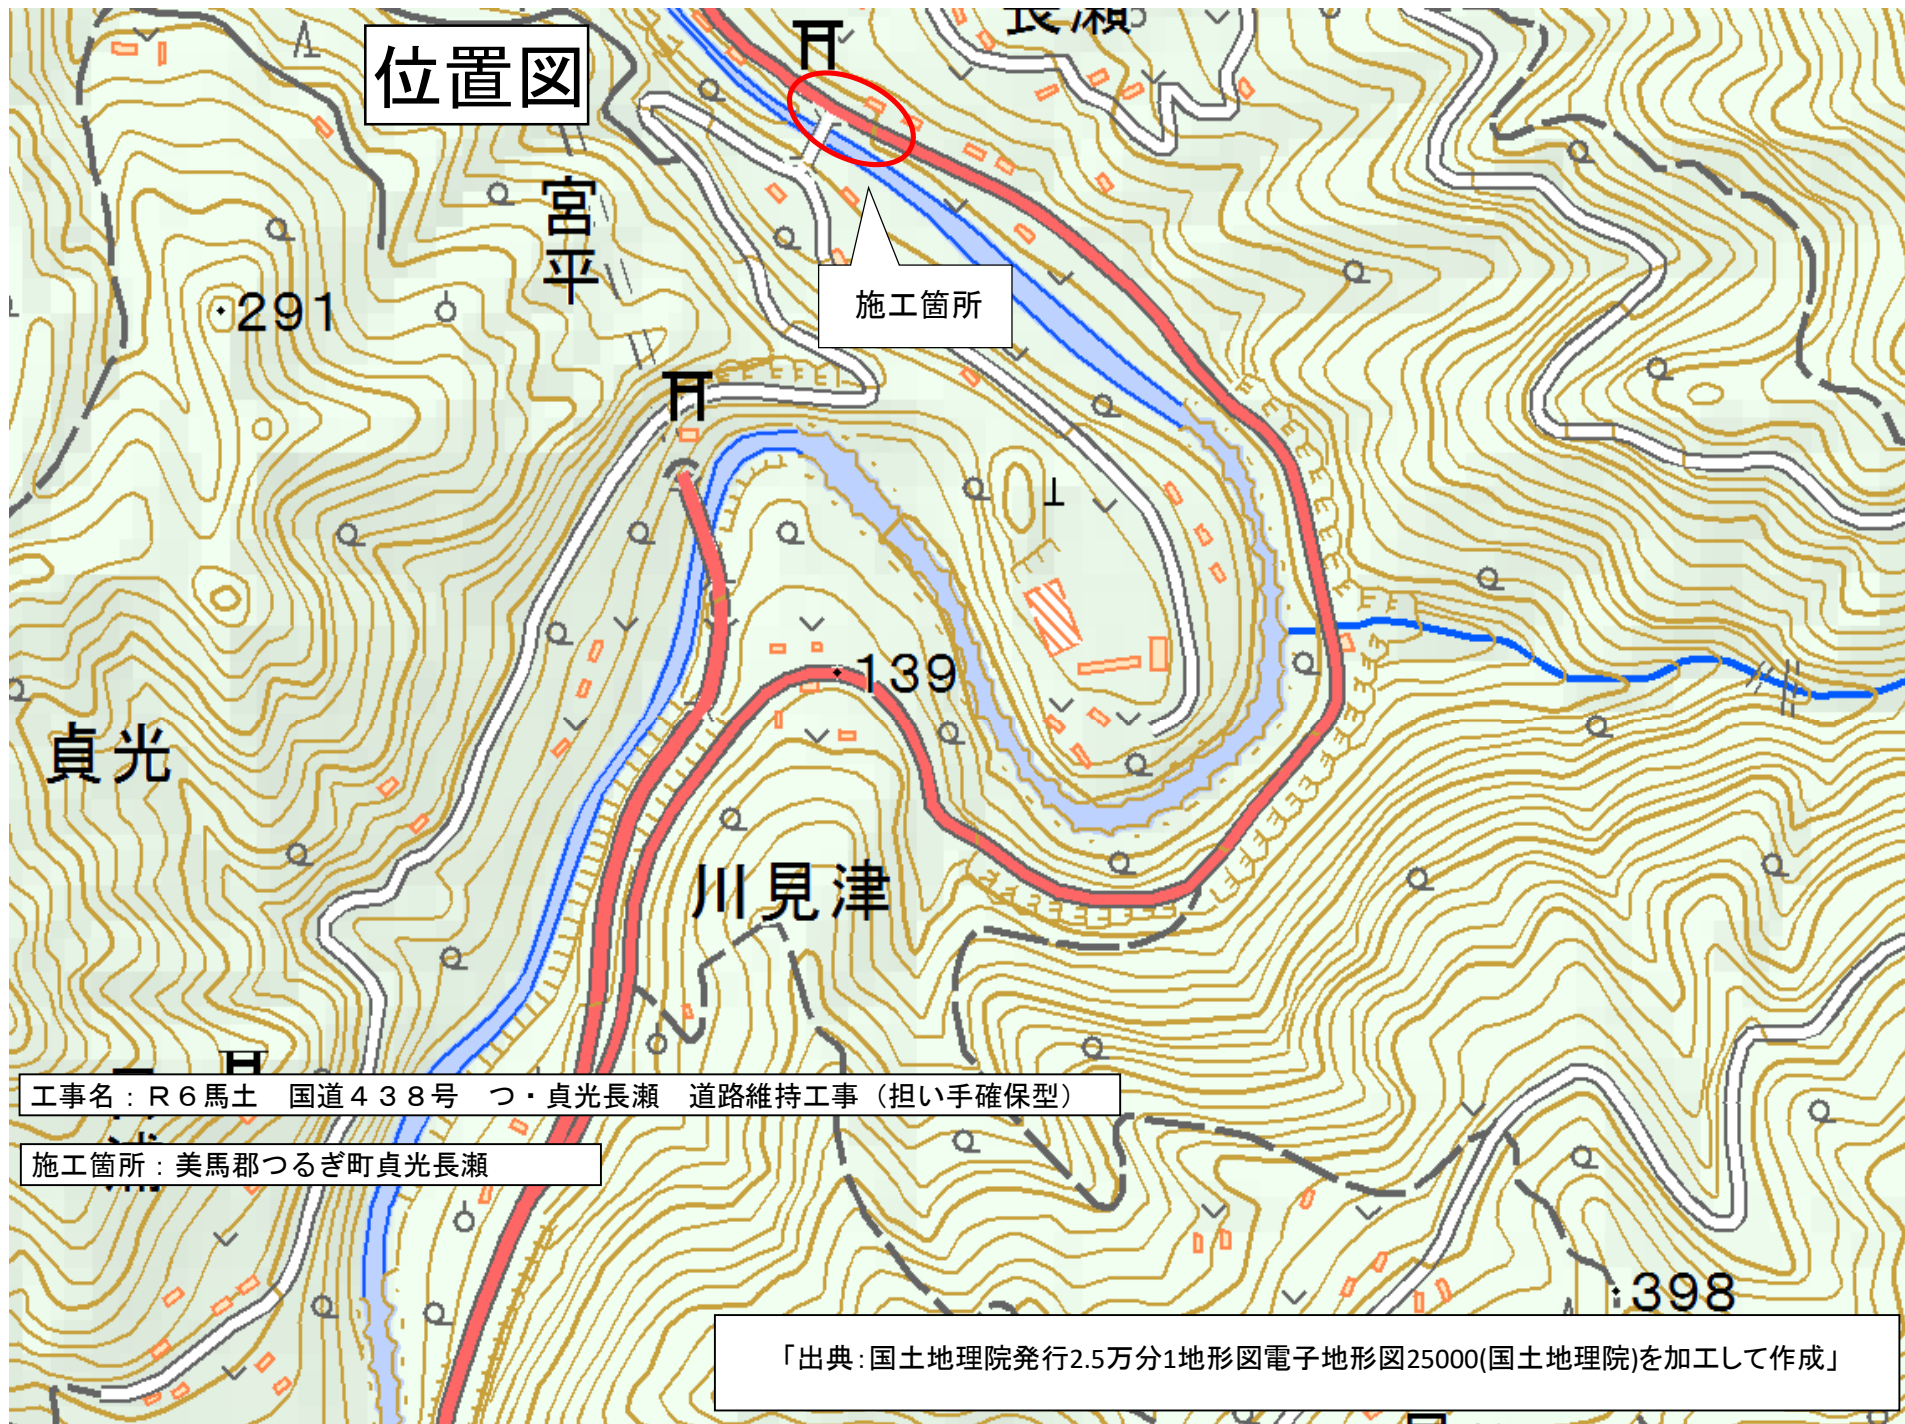 長瀬
位置図
宮平
291
施工箇所
139
貞光
川見津
工事名：Ｒ６馬土　国道４３８号　つ・貞光長瀬　道路維持工事（担い手確保型）
施工箇所：美馬郡つるぎ町貞光長瀬
398
「出典：国土地理院発行2.5万分1地形図電子地形図25000(国土地理院)を加工して作成」